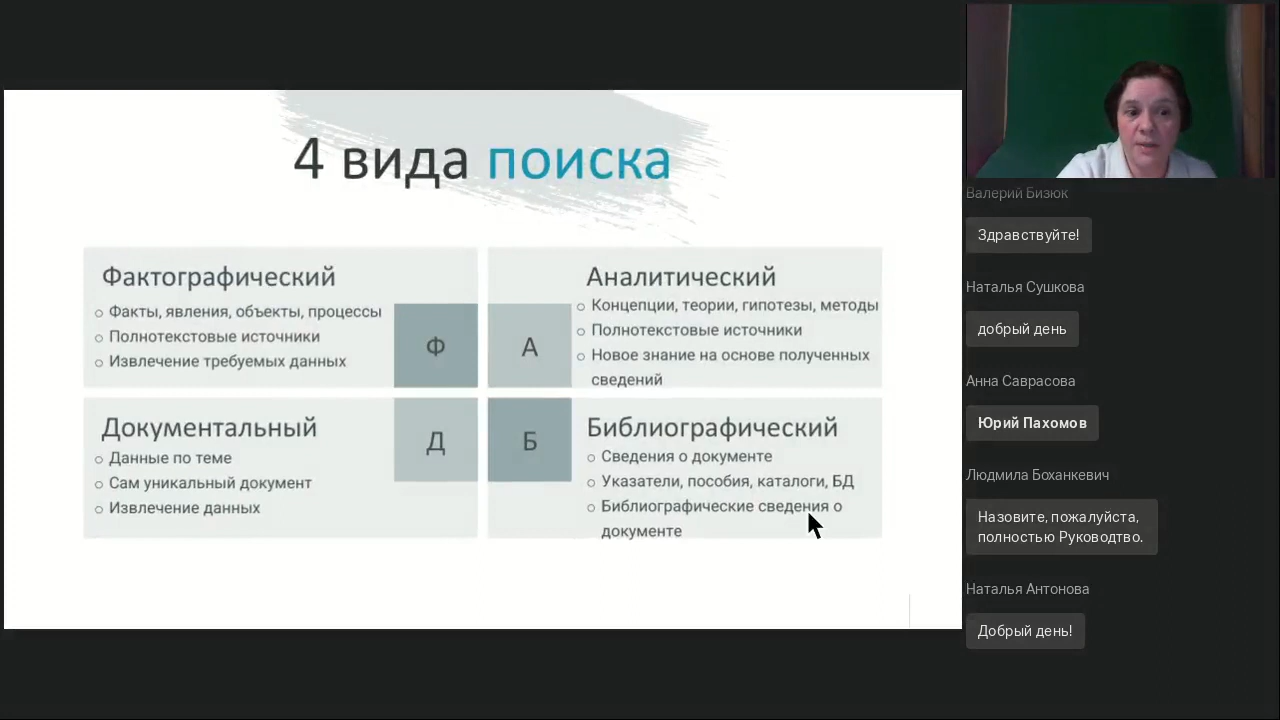 4 вида поиска
Фактографический
Факты, явления, объекты, процессы
Полнотекстовые источники
Извлечение требуемых данных
Ф
А
Аналитический
Концепции, теории, гипотезы, методы
Полнотекстовые источники
Новое знание на основе полученных
сведений
Документальный
Данные по теме
Сам уникальный документ
Извлечение данных
Д
Б
Библиографический
Сведения о документе
Указатели, пособия, каталоги, БД
Библиографические сведения о
документе
Валерий Бизюк
Здравствуйте!
Наталья Сушкова
добрый день
Анна Саврасова
Юрий Пахомов
Людмила Боханкевич
Назовите, пожалуйста,
полностью Руководтво.
Наталья Антонова
Добрый день!